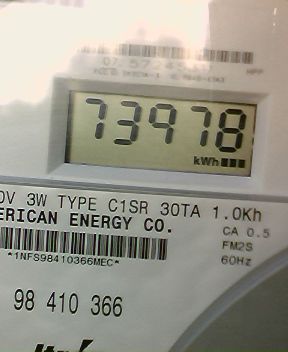 73978
kWh
0V 3W TYPE C1SR 30TA 1.0Kh
ERICAN ENERGY CO.
CA 0.5
FM2S
*1NFS98410366MEC*
60Hz
98 410 366